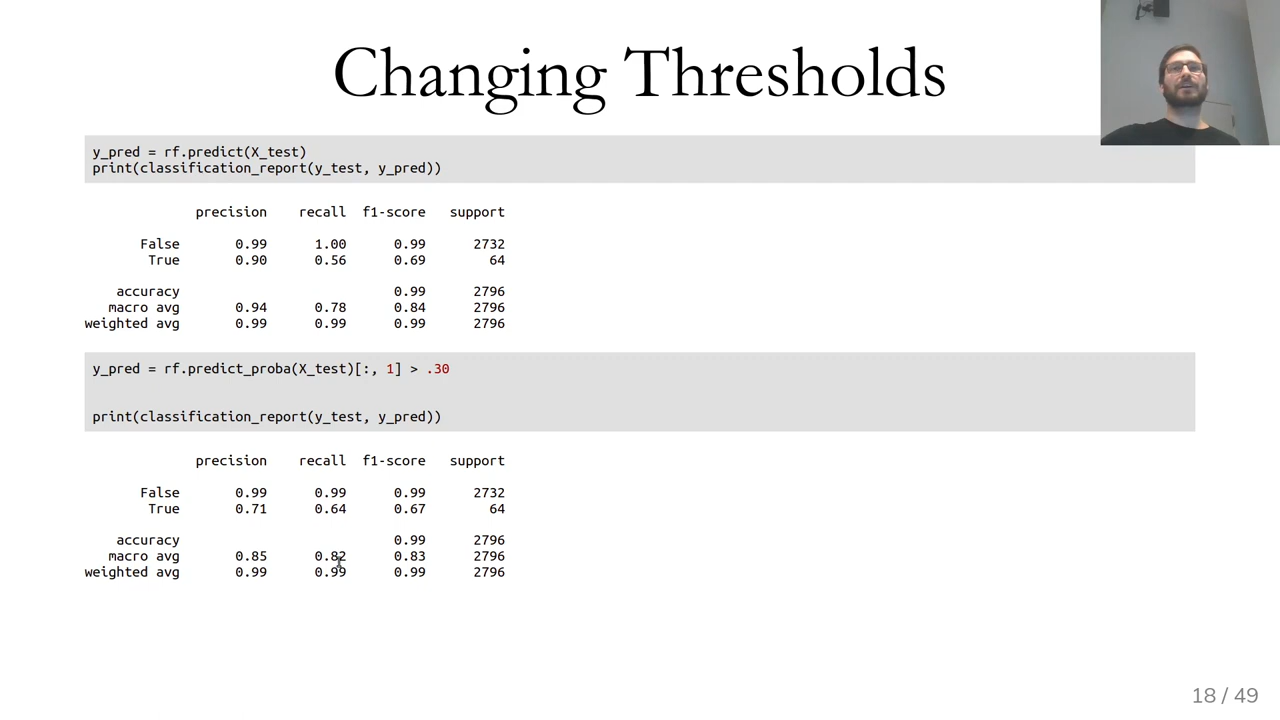 Changing Thresholds
y_pred = rf.predict(X_test)
print(classification_report(y_test, y_pred))
precision recall f1-score support
False 0.99 1.00 0.99 2732
True 0.90 0.56 0.69 64
accuracy 0.99 2796
macro avg 0.94 0.78 0.84 2796
weighted avg 0.99 0.99 0.99 2796
y_pred = rf.predict_proba(X_test)[:, 1] > .30
print(classification_report(y_test, y_pred))
precision recall f1-score support
False 0.99 0.99 0.99 2732
True 0.71 0.64 0.67 64
accuracy 0.99 2796
macro avg 0.85 0.82 0.83 2796
weighted avg 0.99 0.99 0.99 2796
18 / 49